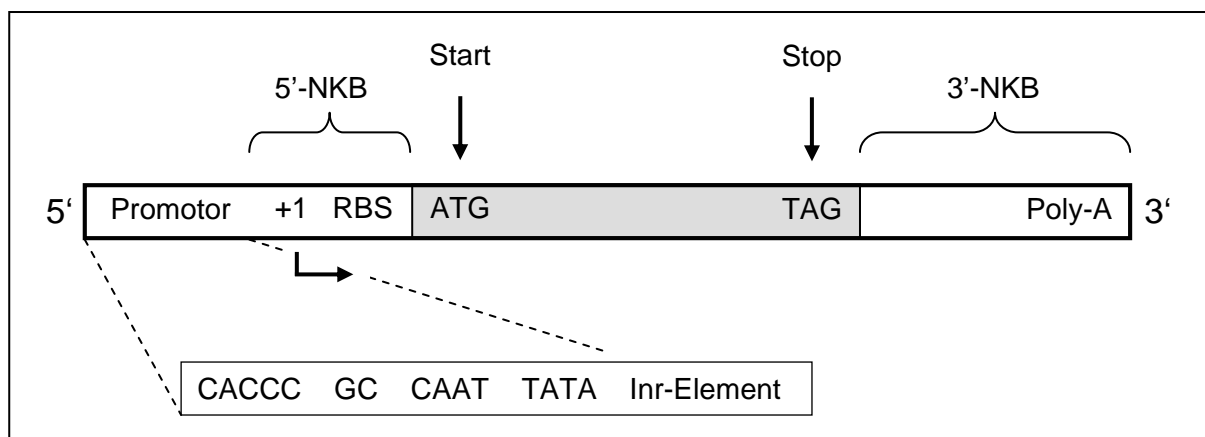 Start Stop
5’-NKB 3’-NKB
5‘ Promotor +1 RBS ATG TAG Poly-A 3‘
CACCC GC CAAT TATA Inr-Element